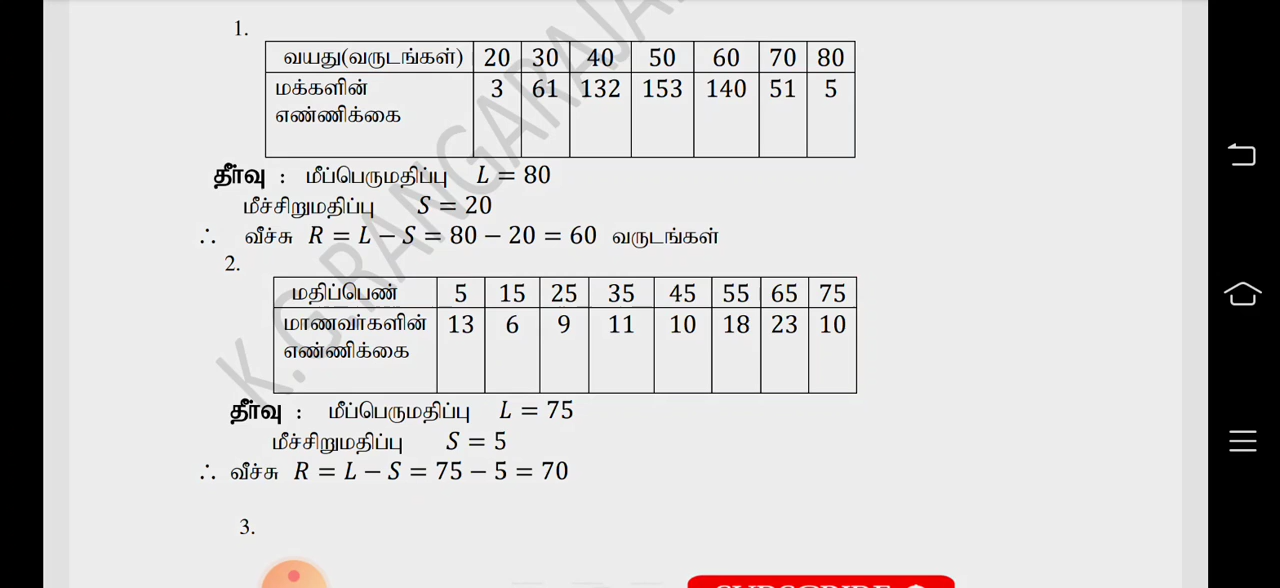 1.
வயது(வருடங்கள்) 20 30 40 50 60 70 80
மக்களின் 3 61 132 153 140 51 5
எண்ணிக்கை
தீர்வு : மீப்பெருமதிப்பு L = 80
மீச்சிறுமதிப்பு S = 20
∴ வீச்சு R = L − S = 80 − 20 = 60 வருடங்கள்
2.
மதிப்பெண் 5 15 25 35 45 55 65 75
மாணவர்களின் 13 6 9 11 10 18 23 10
எண்ணிக்கை
தீர்வு : மீப்பெருமதிப்பு L = 75
மீச்சிறுமதிப்பு S = 5
∴ வீச்சு R = L − S = 75 − 5 = 70
3.
K.G.RANGARAJA
SUBSCRIBE